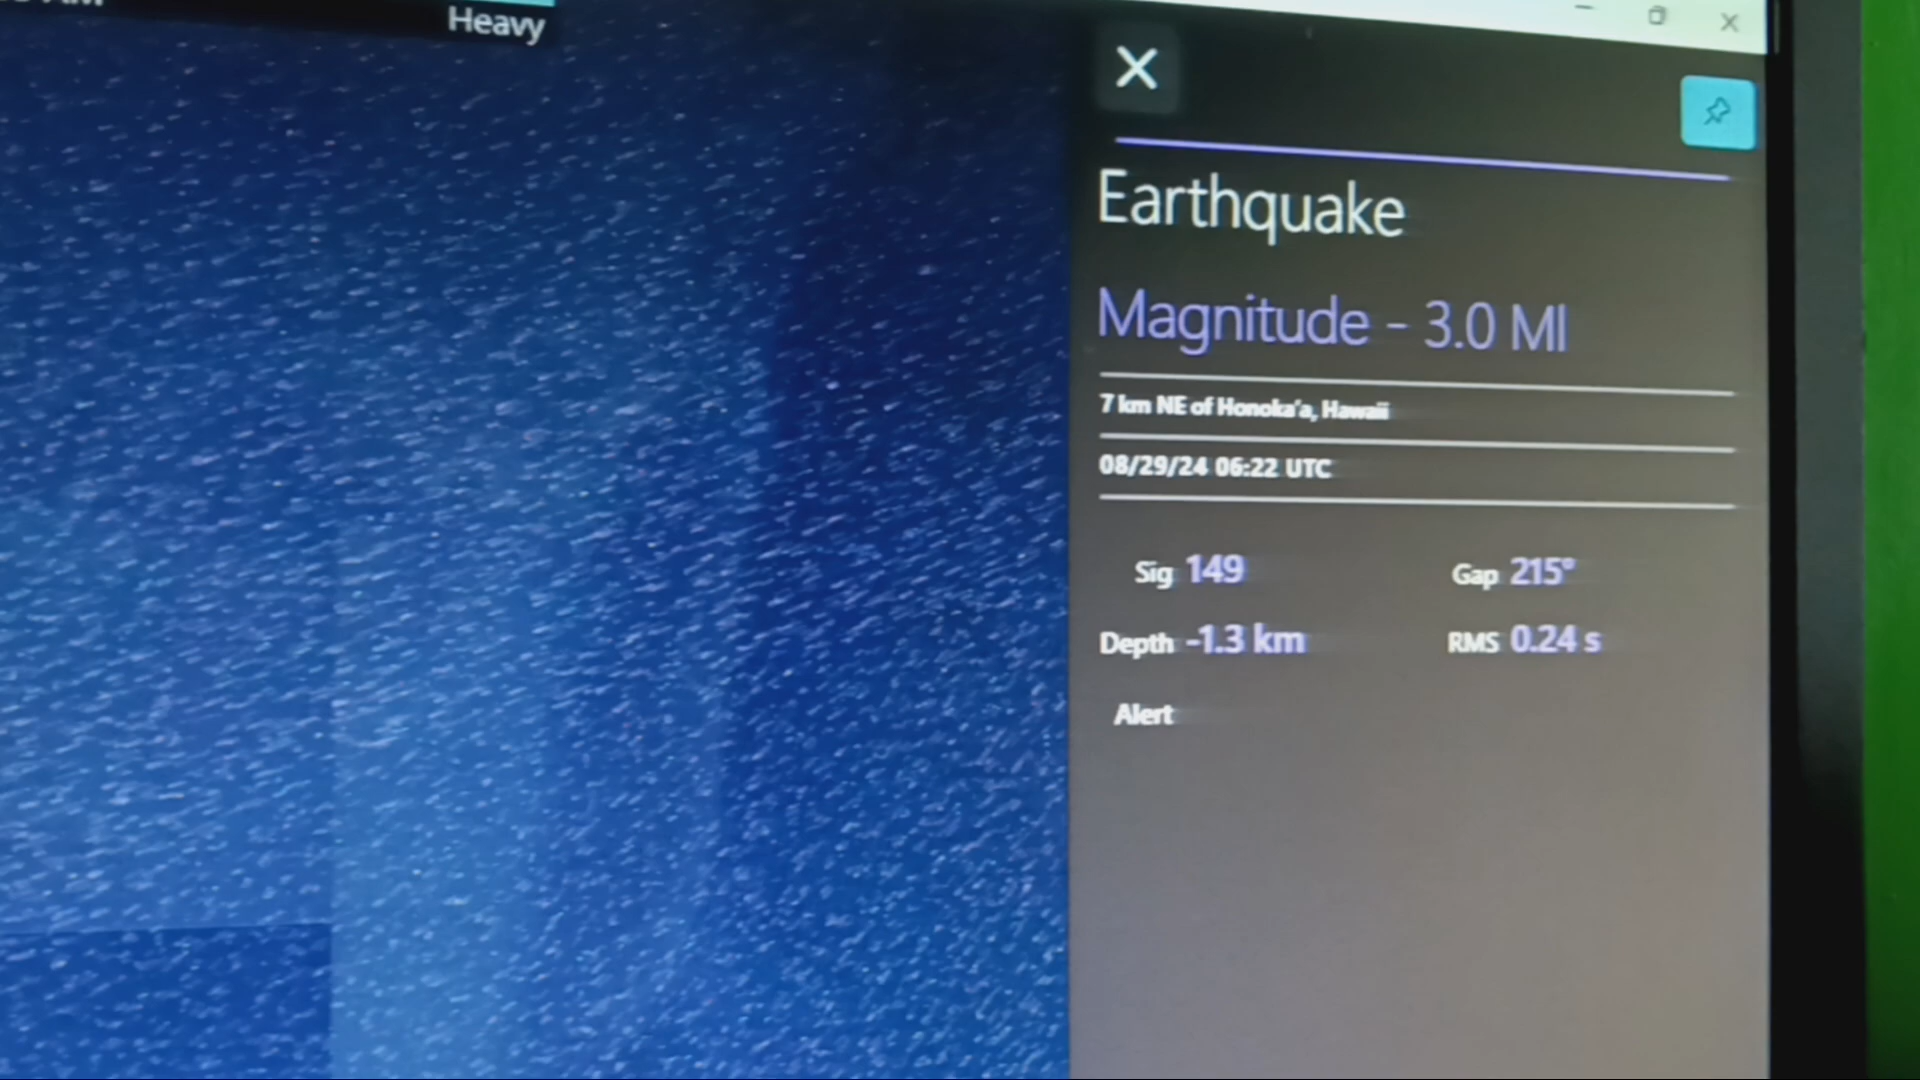 Heavy
Earthquake
Magnitude - 3.0 Ml
7 km NE of Honoka'a, Hawaii
08/29/24 06:22 UTC
Sig 149 Gap 215°
Depth -1.3 km RMS 0.24 s
Alert